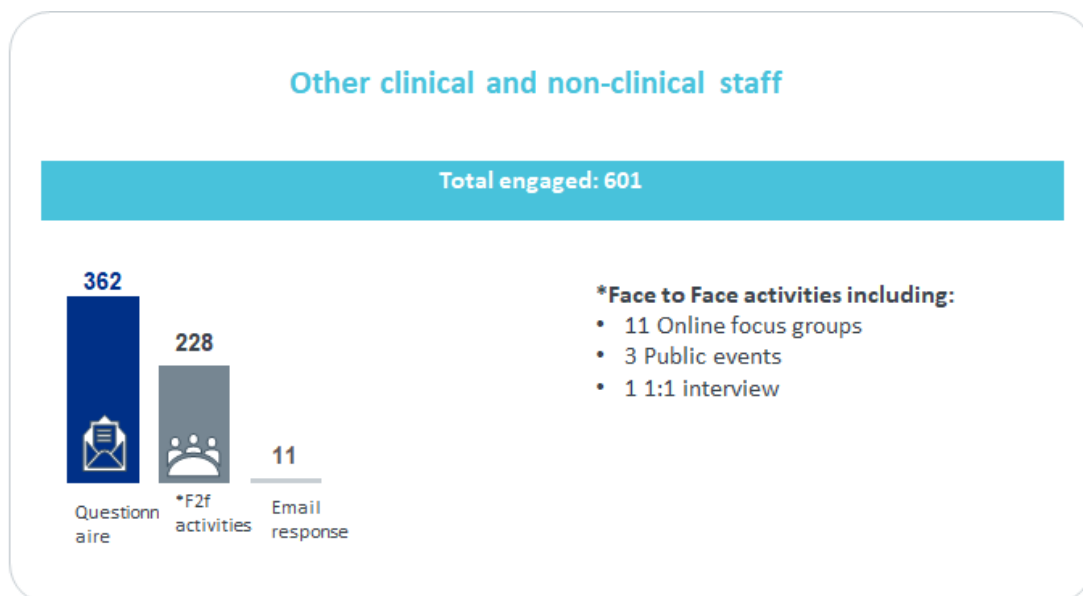 Other clinical and non-clinical staff
Total engaged: 601
362
228
11
Questionn
aire
*F2f
activities
Email
response
*Face to Face activities including:
• 11 Online focus groups
• 3 Public events
• 1 1:1 interview